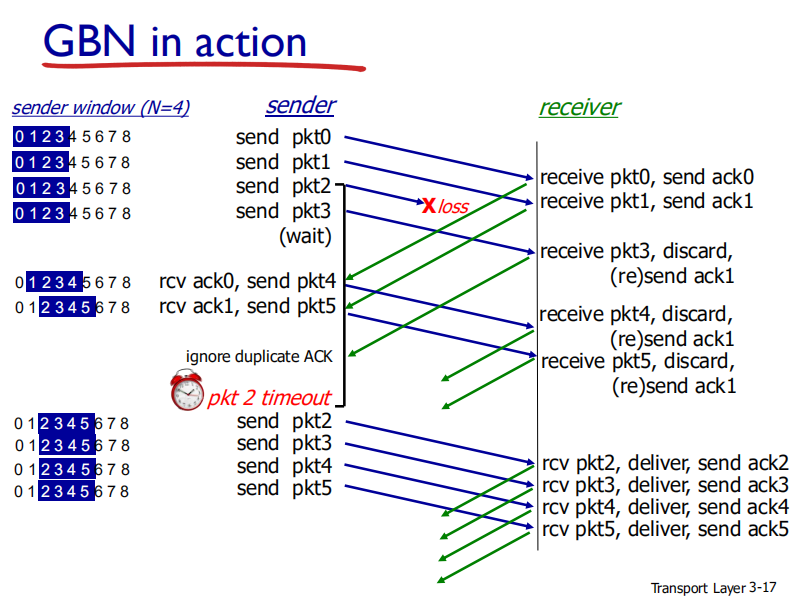 GBN in action
sender window (N=4) sender receiver
0 1 2 3 4 5 6 7 8 send pkt0
0 1 2 3 4 5 6 7 8 send pkt1
0 1 2 3 4 5 6 7 8 send pkt2
0 1 2 3 4 5 6 7 8 send pkt3
(wait)
X loss
receive pkt0, send ack0
receive pkt1, send ack1
receive pkt3, discard,
(re)send ack1
0 1 2 3 4 5 6 7 8 rcv ack0, send pkt4
0 1 2 3 4 5 6 7 8 rcv ack1, send pkt5
receive pkt4, discard,
(re)send ack1
receive pkt5, discard,
(re)send ack1
ignore duplicate ACK
pkt 2 timeout
0 1 2 3 4 5 6 7 8 send pkt2
0 1 2 3 4 5 6 7 8 send pkt3
0 1 2 3 4 5 6 7 8 send pkt4
0 1 2 3 4 5 6 7 8 send pkt5
rcv pkt2, deliver, send ack2
rcv pkt3, deliver, send ack3
rcv pkt4, deliver, send ack4
rcv pkt5, deliver, send ack5
Transport Layer 3-17